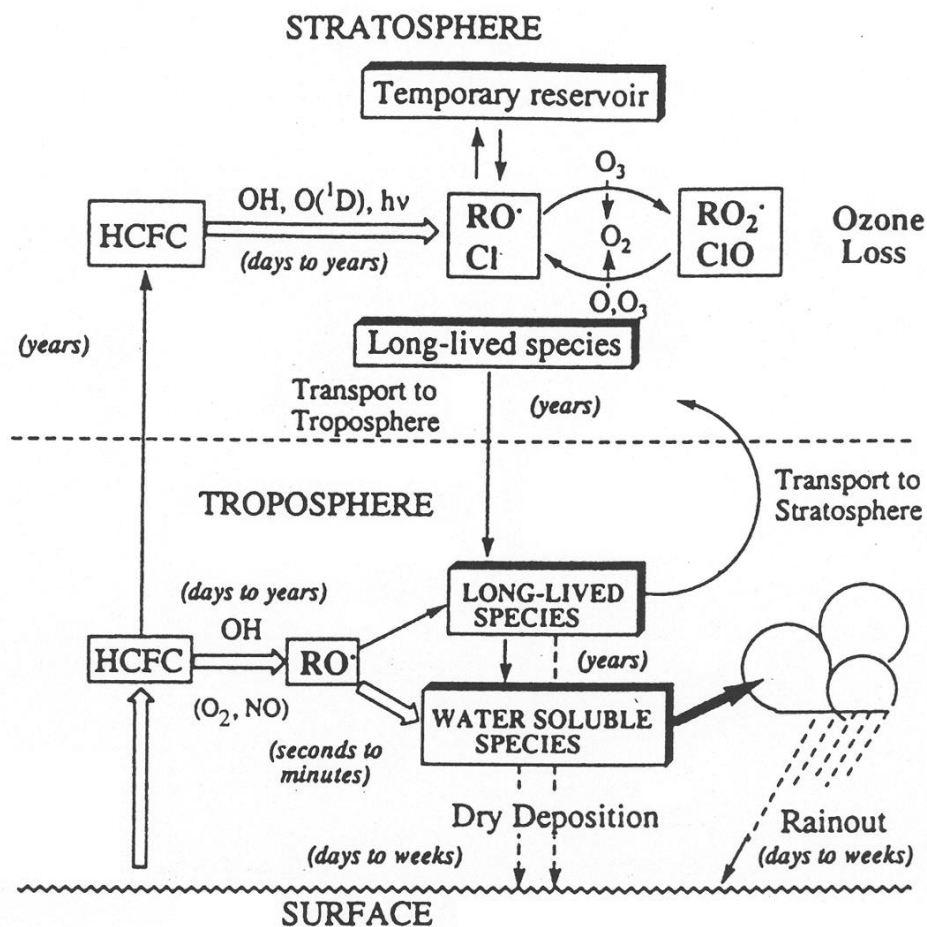 STRATOSPHERE
Temporary reservoir
O₃
OH, O(¹D), hν
HCFC
RO·
Cl·
O₂
RO₂·
ClO
Ozone
Loss
(days to years)
O,O₃
(years)
Long-lived species
Transport to
Troposphere
(years)
TROPOSPHERE
Transport to
Stratosphere
(days to years)
OH
LONG-LIVED
SPECIES
HCFC
RO·
(years)
(O₂, NO)
WATER SOLUBLE
SPECIES
(seconds to
minutes)
Dry Deposition
Rainout
(days to weeks)
(days to weeks)
SURFACE